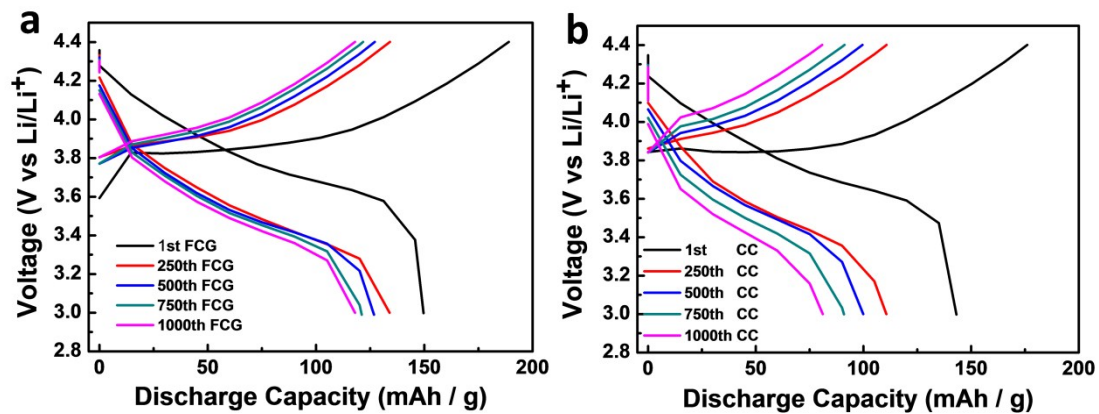 a
4.4
4.2
4.0
3.8
3.6
3.4
3.2
3.0
2.8
Voltage (V vs Li/Li+)
1st FCG
250th FCG
500th FCG
750th FCG
1000th FCG
0 50 100 150 200
Discharge Capacity (mAh / g)
b
4.4
4.2
4.0
3.8
3.6
3.4
3.2
3.0
2.8
Voltage (V vs Li/Li+)
1st CC
250th CC
500th CC
750th CC
1000th CC
0 50 100 150 200
Discharge Capacity (mAh / g)